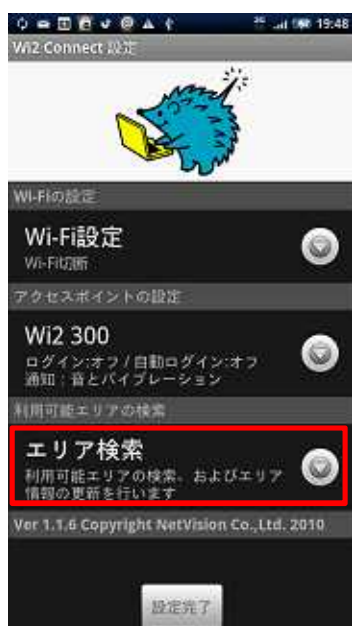 19:48
Wi2 Connect 設定
Wi-Fiの設定
Wi-Fi設定
Wi-Fi切断
アクセスポイントの設定
Wi2 300
ログイン:オフ / 自動ログイン:オフ
通知：音とバイブレーション
利用可能エリアの検索
エリア検索
利用可能エリアの検索、およびエリア
情報の更新を行います
Ver 1.1.6 Copyright NetVision Co.,Ltd. 2010
設定完了